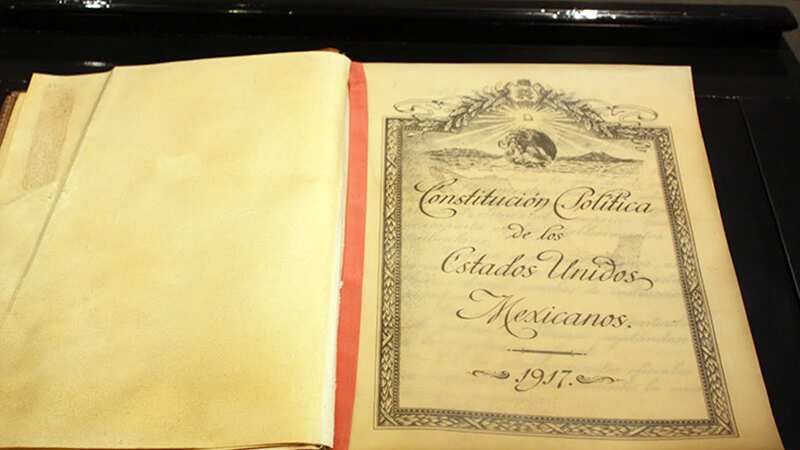 Constitución Política
de los
Estados Unidos
Mexicanos.
1917.